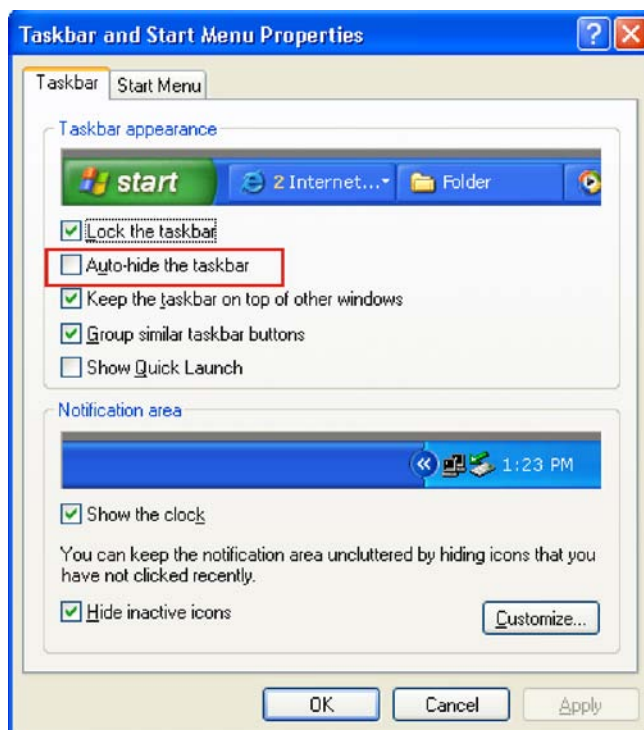 Taskbar and Start Menu Properties
Taskbar
Start Menu
Taskbar appearance
start
2 Internet...
Folder
Lock the taskbar
Auto-hide the taskbar
Keep the taskbar on top of other windows
Group similar taskbar buttons
Show Quick Launch
Notification area
1:23 PM
Show the clock
You can keep the notification area uncluttered by hiding icons that you
have not clicked recently.
Hide inactive icons
Customize...
OK
Cancel
Apply